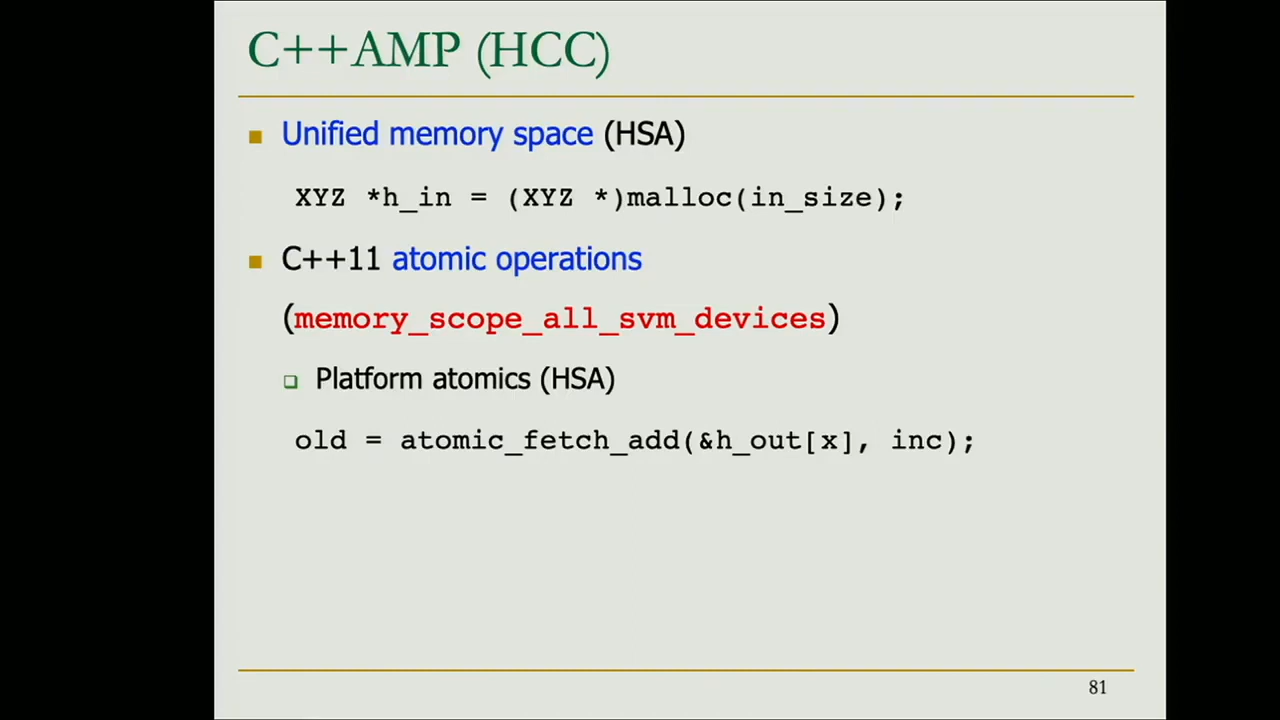 C++AMP (HCC)
Unified memory space (HSA)
XYZ *h_in = (XYZ *)malloc(in_size);
C++11 atomic operations
(memory_scope_all_svm_devices)
Platform atomics (HSA)
old = atomic_fetch_add(&h_out[x], inc);
81